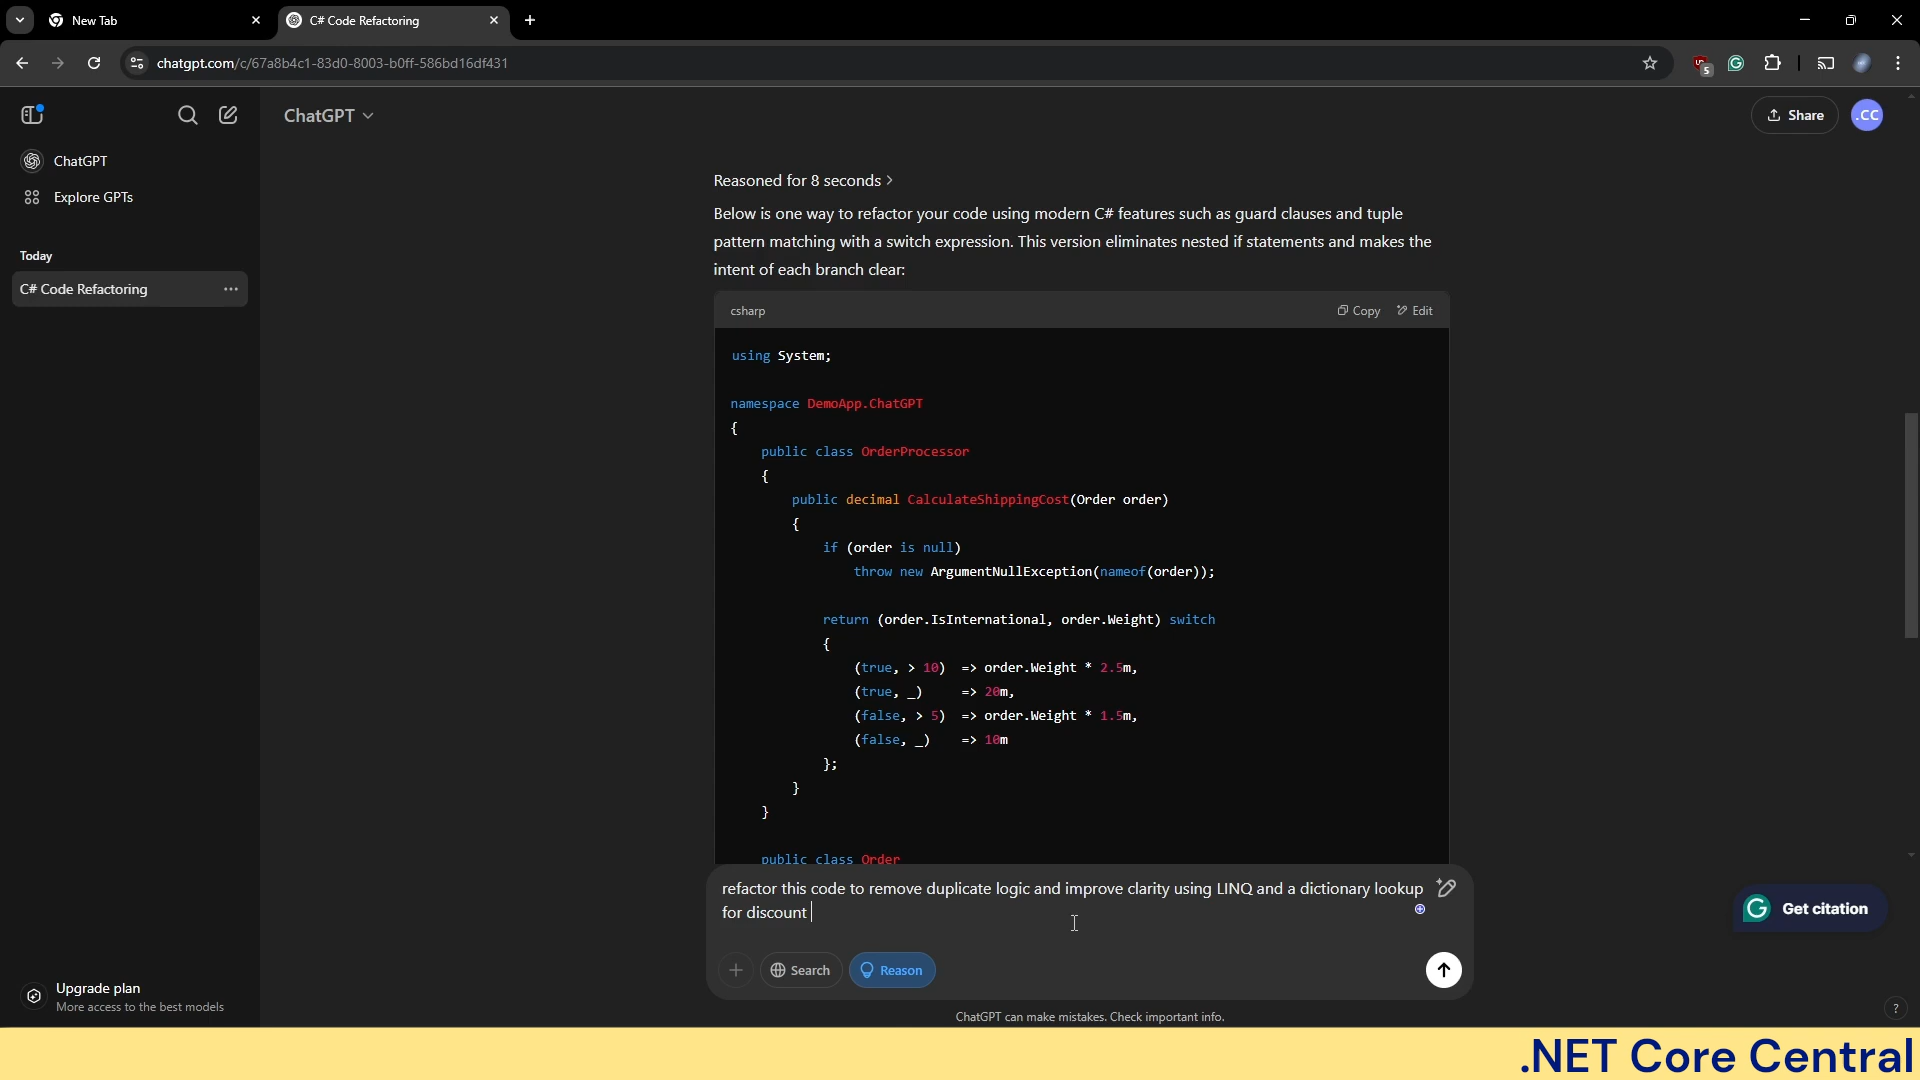 New Tab
C# Code Refactoring
chatgpt.com/c/67a8b4c1-83d0-8003-b0ff-586bd16df431
5
ChatGPT
Share
.CC
ChatGPT
Explore GPTs
Today
C# Code Refactoring
Reasoned for 8 seconds
Below is one way to refactor your code using modern C# features such as guard clauses and tuple
pattern matching with a switch expression. This version eliminates nested if statements and makes the
intent of each branch clear:
csharp
Copy
Edit
using System;
namespace DemoApp.ChatGPT
{
public class OrderProcessor
{
public decimal CalculateShippingCost(Order order)
{
if (order is null)
throw new ArgumentNullException(nameof(order));
return (order.IsInternational, order.Weight) switch
{
(true, > 10) => order.Weight * 2.5m,
(true, _) => 20m,
(false, > 5) => order.Weight * 1.5m,
(false, _) => 10m
};
}
}
public class Order
refactor this code to remove duplicate logic and improve clarity using LINQ and a dictionary lookup
for discount
Search
Reason
Get citation
Upgrade plan
More access to the best models
ChatGPT can make mistakes. Check important info.
?
.NET Core Central